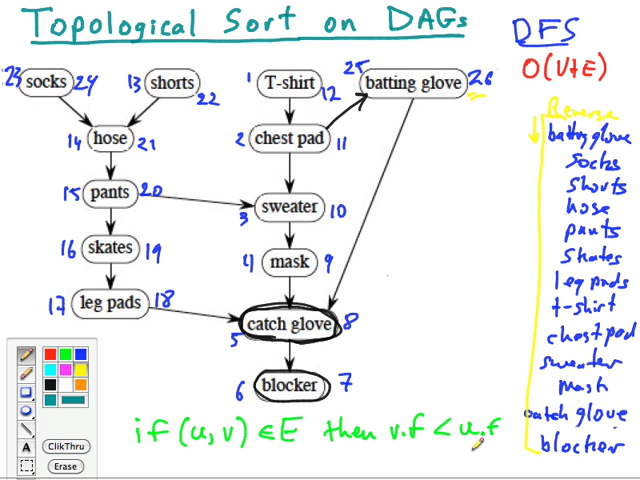 Topological Sort on DAGs
DFS
O(V+E)
23 socks 24
13 shorts 22
1 T-shirt 12
25 batting glove 26
14 hose 21
2 chest pad 11
15 pants 20
3 sweater 10
16 skates 19
4 mask 9
17 leg pads 18
5 catch glove 8
6 blocker 7
Reverse
batting glove
socks
shorts
hose
pants
skates
leg pads
t-shirt
chest pad
sweater
mask
catch glove
blocker
if (u,v) ∈ E then v.f < u.f
A
ClikThru
Erase